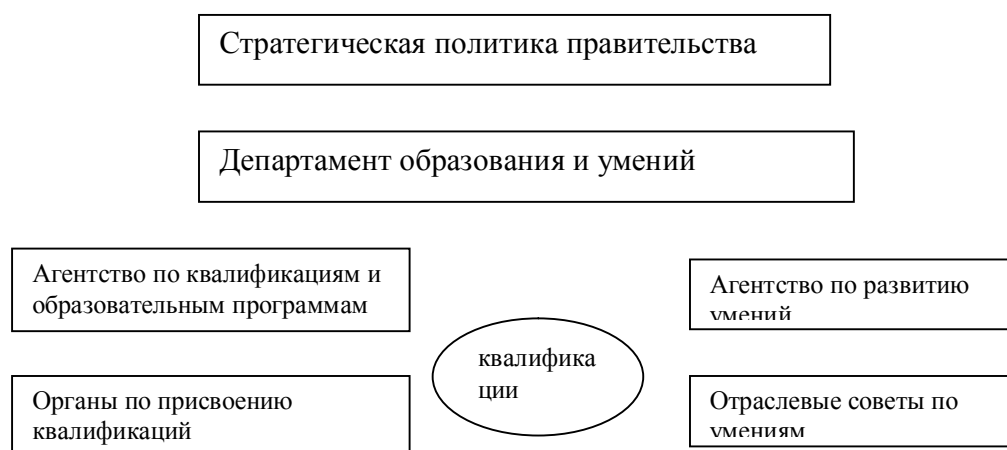 Стратегическая политика правительства
Департамент образования и умений
Агентство по квалификациям и
образовательным программам
Агентство по развитию
умений
квалифика
ции
Органы по присвоению
квалификаций
Отраслевые советы по
умениям